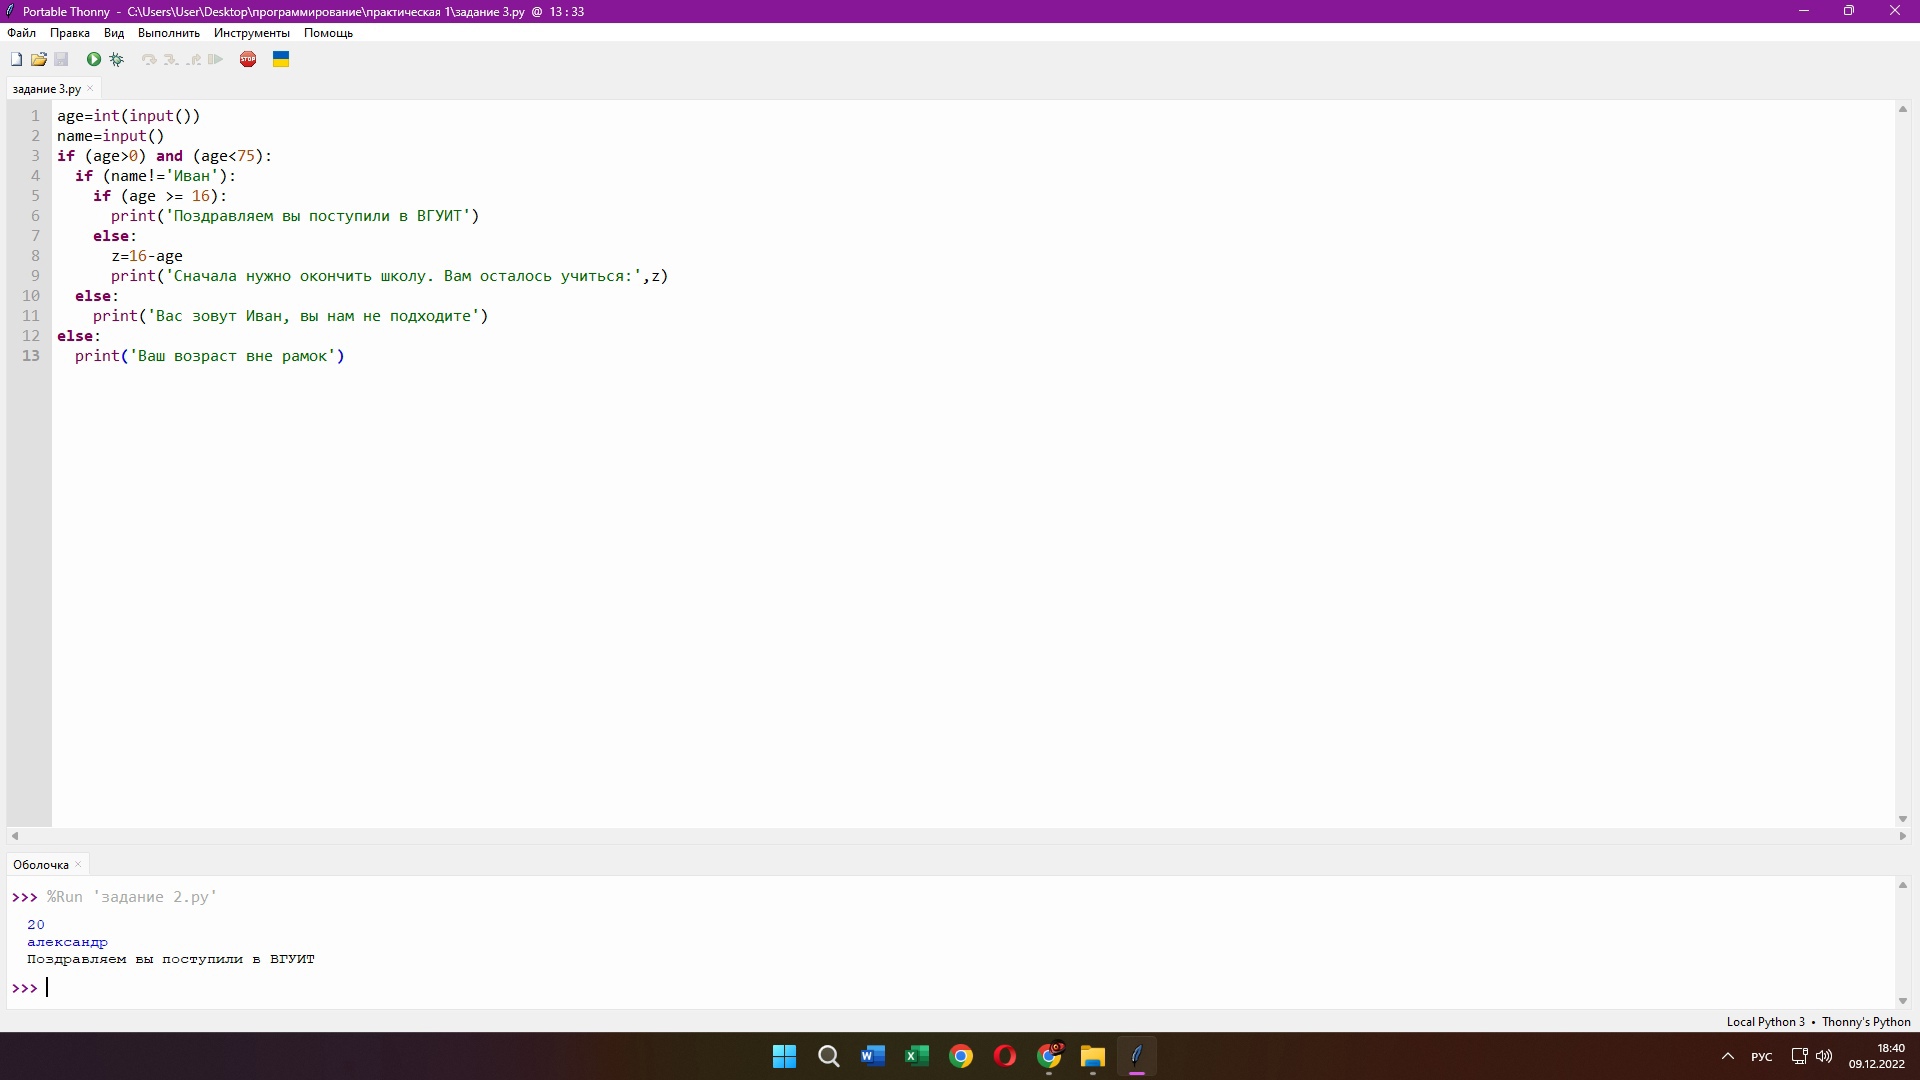 Portable Thonny - C:\Users\User\Desktop\программирование\практическая 1\задание 3.py @ 13 : 33
Файл Правка Вид Выполнить Инструменты Помощь
STOP
задание 3.py ×
1 age=int(input())
2 name=input()
3 if (age>0) and (age<75):
4   if (name!='Иван'):
5     if (age >= 16):
6       print('Поздравляем вы поступили в ВГУИТ')
7     else:
8       z=16-age
9       print('Сначала нужно окончить школу. Вам осталось учиться:',z)
10   else:
11     print('Вас зовут Иван, вы нам не подходите')
12 else:
13   print('Ваш возраст вне рамок')
Оболочка ×
>>> %Run 'задание 2.py'
20
александр
Поздравляем вы поступили в ВГУИТ
>>>
Local Python 3 • Thonny's Python
РУС
18:40
09.12.2022